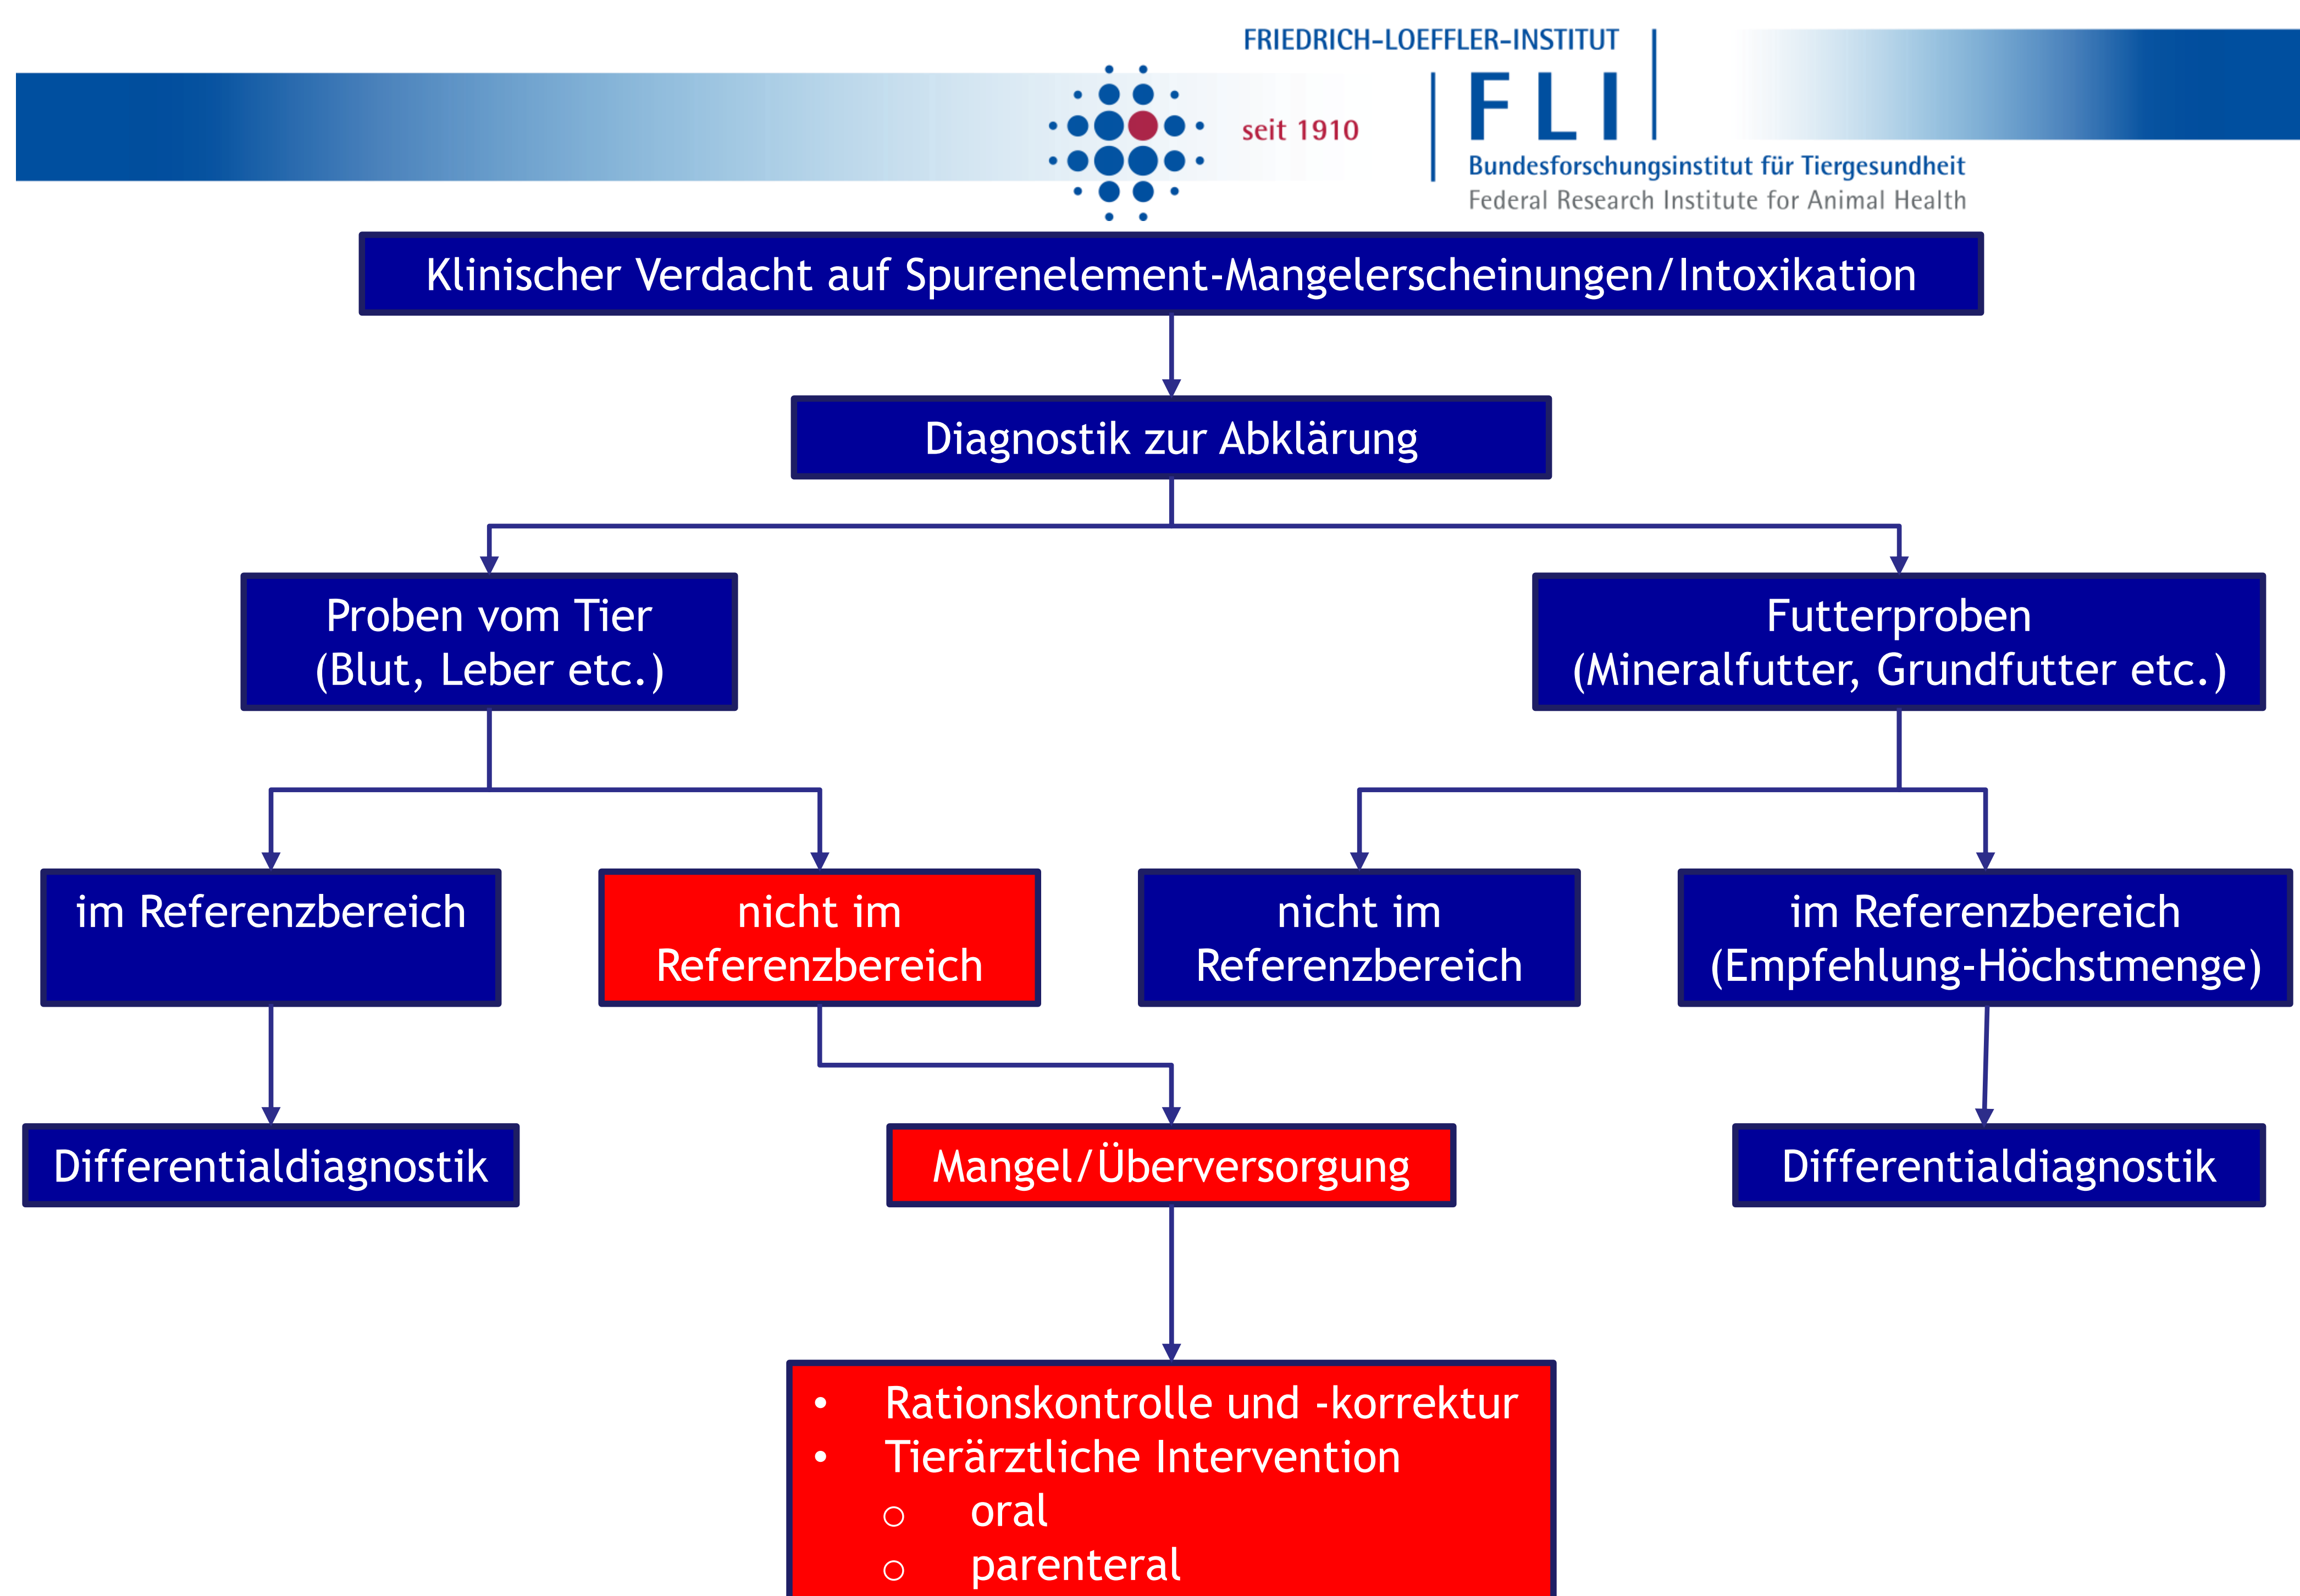 FRIEDRICH-LOEFFLER-INSTITUT
seit 1910
FLI
Bundesforschungsinstitut für Tiergesundheit
Federal Research Institute for Animal Health
Klinischer Verdacht auf Spurenelement-Mangelerscheinungen/Intoxikation
Diagnostik zur Abklärung
Proben vom Tier
(Blut, Leber etc.)
Futterproben
(Mineralfutter, Grundfutter etc.)
im Referenzbereich
nicht im
Referenzbereich
nicht im
Referenzbereich
im Referenzbereich
(Empfehlung-Höchstmenge)
Differentialdiagnostik
Mangel/Überversorgung
Differentialdiagnostik
• Rationskontrolle und -korrektur
• Tierärztliche Intervention
○ oral
○ parenteral